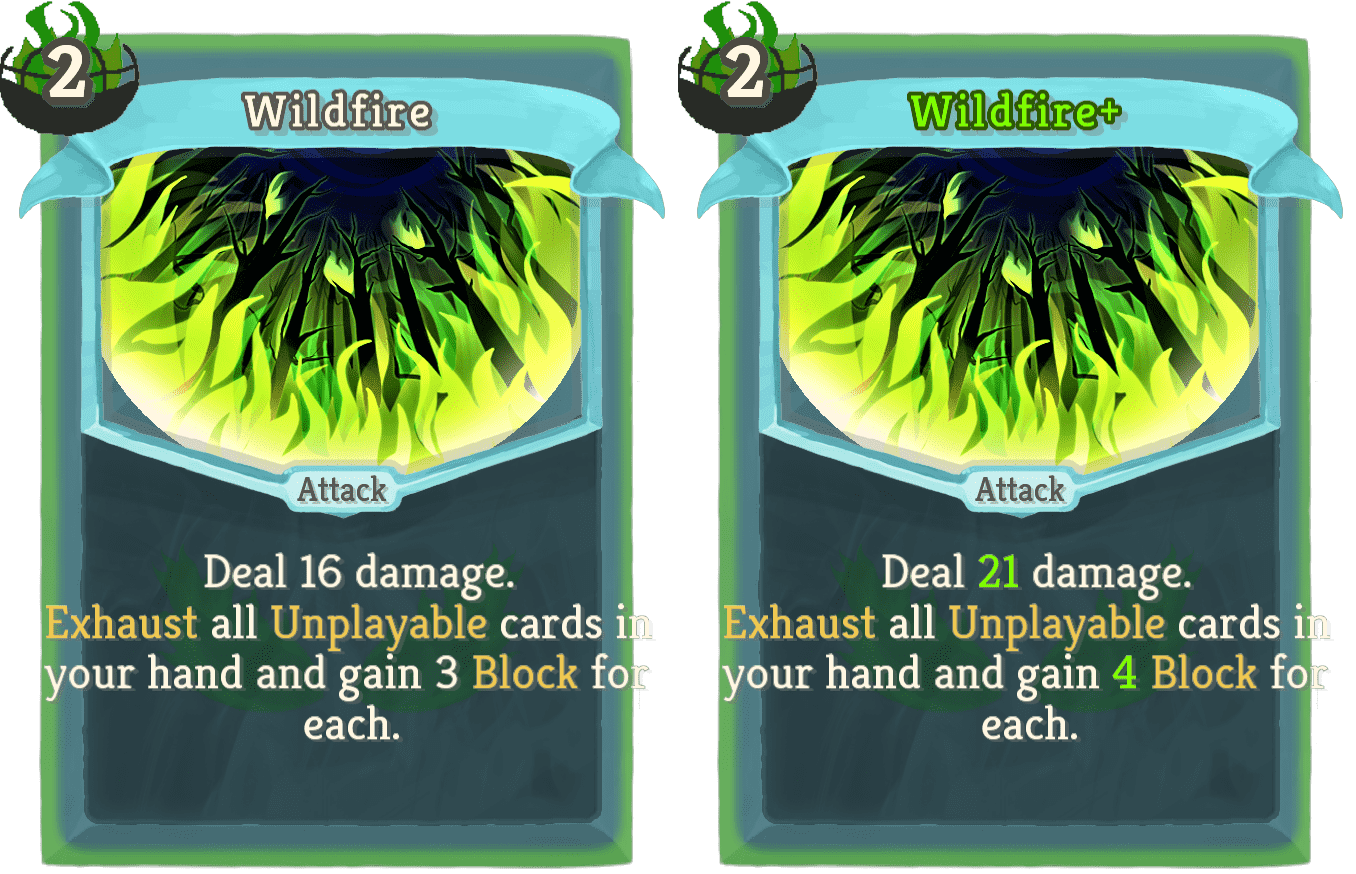 2
Wildfire
Attack
Deal 16 damage.
Exhaust all Unplayable cards in
your hand and gain 3 Block for
each.
2
Wildfire+
Attack
Deal 21 damage.
Exhaust all Unplayable cards in
your hand and gain 4 Block for
each.